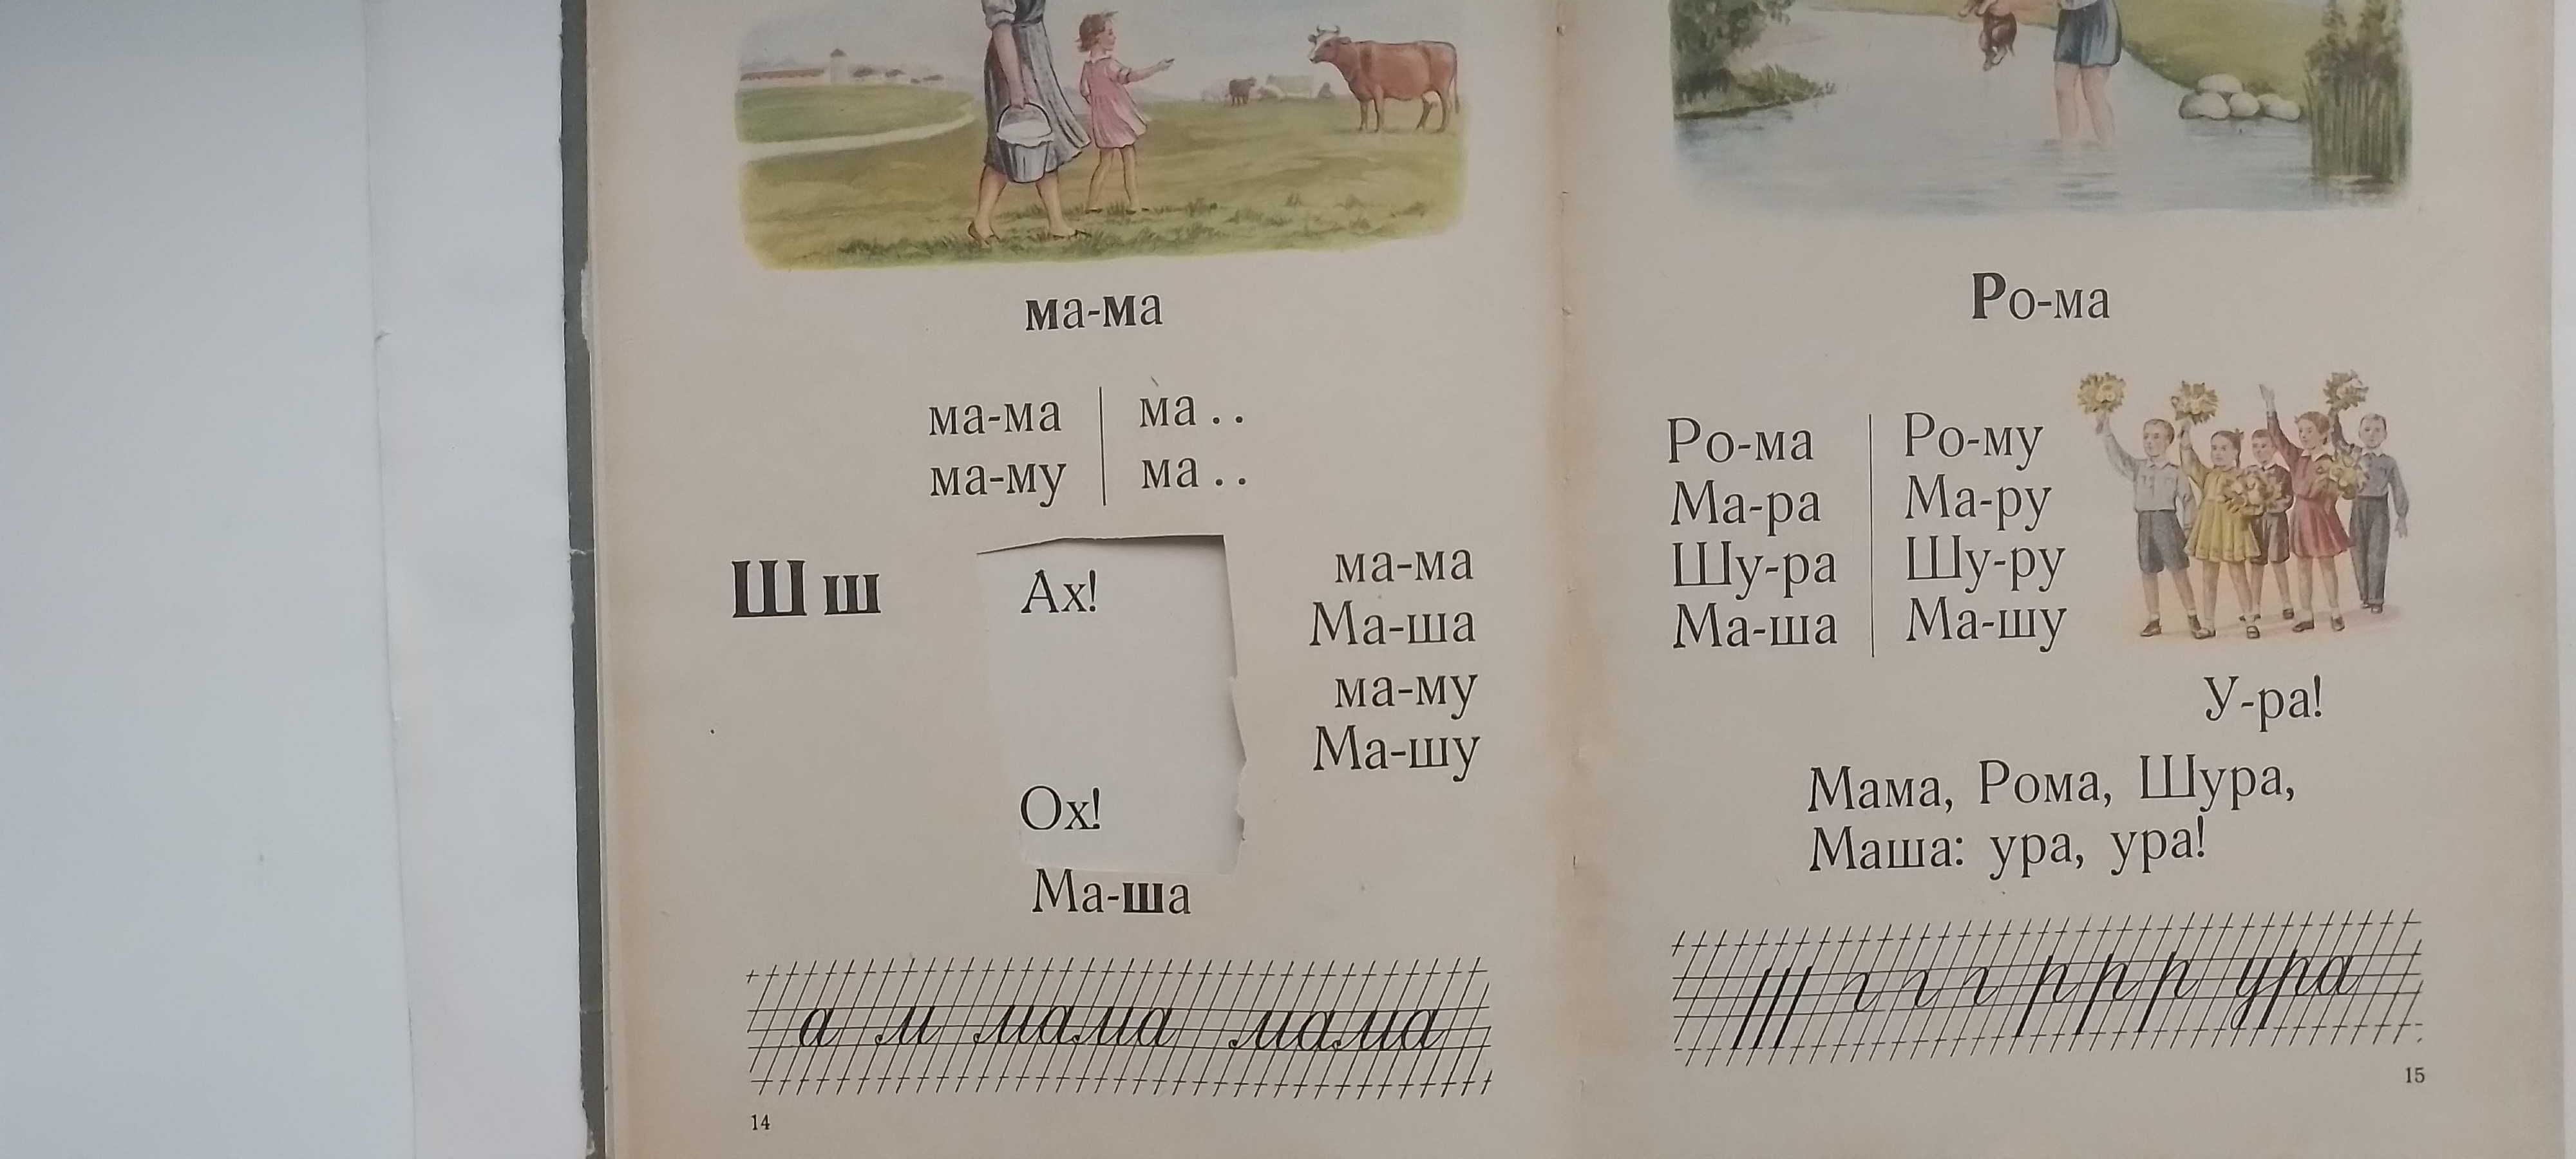 ма-ма
ма-ма | ма . .
ма-му | ма . .
Ш ш
Ах!
Ох!
Ма-ша
ма-ма
Ма-ша
ма-му
Ма-шу
а м мама мама
14
Ро-ма
Ро-ма | Ро-му
Ма-ра | Ма-ру
Шу-ра | Шу-ру
Ма-ша | Ма-шу
У-ра!
Мама, Рома, Шура,
Маша: ура, ура!
р р р ура
15